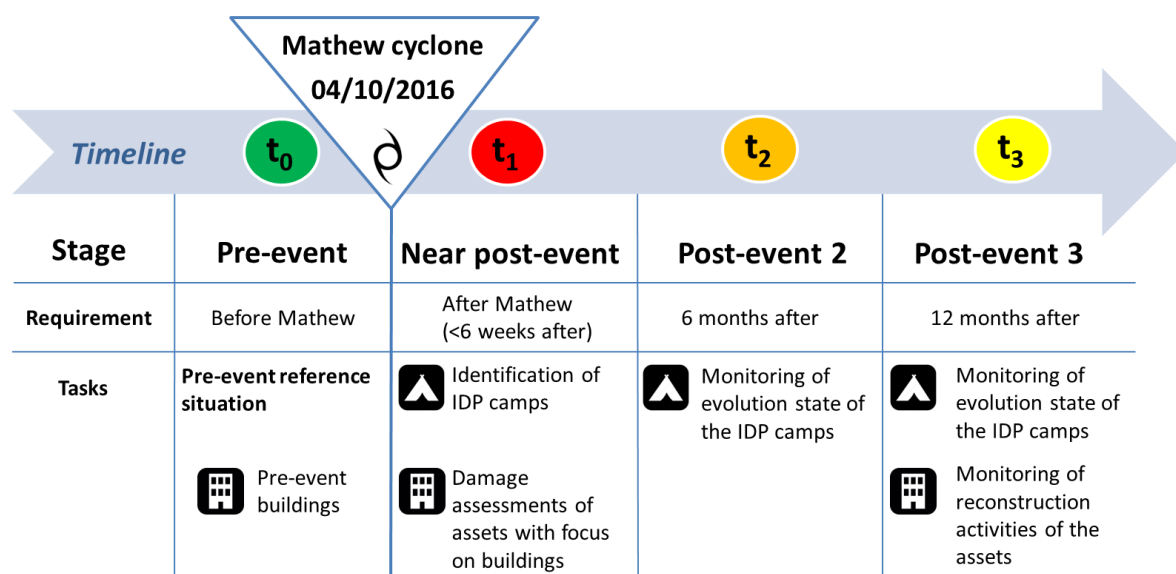 Mathew cyclone
04/10/2016
Timeline
t0
t1
t2
t3
Stage
Pre-event
Near post-event
Post-event 2
Post-event 3
Requirement
Before Mathew
After Mathew
(<6 weeks after)
6 months after
12 months after
Tasks
Pre-event reference
situation
Pre-event
buildings
Identification of
IDP camps
Damage
assessments of
assets with focus
on buildings
Monitoring of
evolution state of
the IDP camps
Monitoring of
evolution state of
the IDP camps
Monitoring of
reconstruction
activities of the
assets